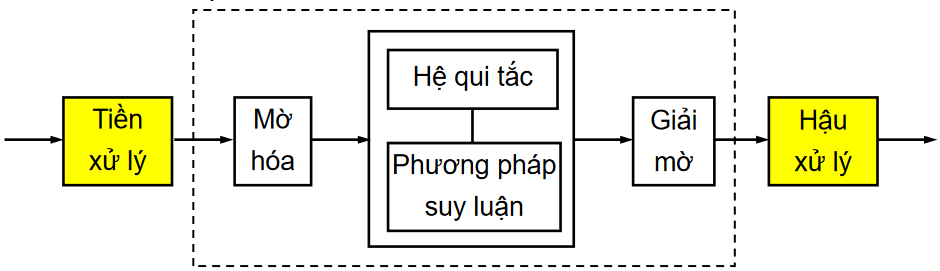 Tiền
xử lý
Mờ
hóa
Hệ qui tắc
Phương pháp
suy luận
Giải
mờ
Hậu
xử lý